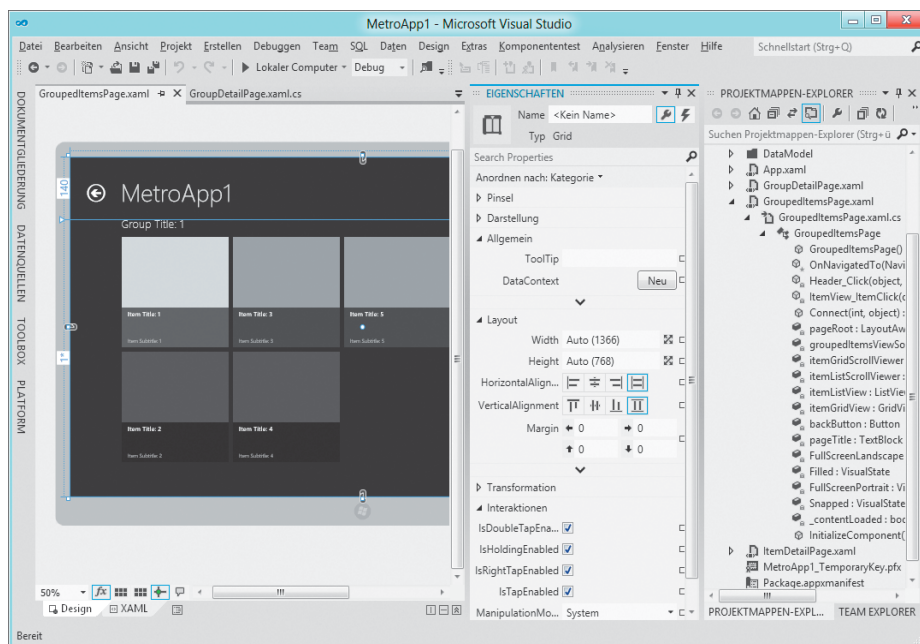 MetroApp1 - Microsoft Visual Studio
Datei Bearbeiten Ansicht Projekt Erstellen Debuggen Team SQL Daten Design Extras Komponententest Analysieren Fenster Hilfe Schnellstart (Strg+Q)
Lokaler Computer Debug
DOKUMENTGLIEDERUNG
DATENQUELLEN
TOOLBOX
PLATFORM
GroupedItemsPage.xaml GroupDetailPage.xaml.cs
140
1*
MetroApp1
Group Title: 1
Item Title: 1
Item Subtitle: 1
Item Title: 3
Item Subtitle: 3
Item Title: 5
Item Subtitle: 5
Item Title: 2
Item Subtitle: 2
Item Title: 4
Item Subtitle: 4
50%
fx
Design XAML
EIGENSCHAFTEN
Name <Kein Name>
Typ Grid
Search Properties
Anordnen nach: Kategorie
Pinsel
Darstellung
Allgemein
ToolTip
DataContext Neu
Layout
Width Auto (1366)
Height Auto (768)
HorizontalAlign...
VerticalAlignment
Margin 0 0
0 0
Transformation
Interaktionen
IsDoubleTapEna...
IsHoldingEnabled
IsRightTapEnabled
IsTapEnabled
ManipulationMo... System
PROJEKTMAPPEN-EXPLORER
Suchen Projektmappen-Explorer (Strg+ü
DataModel
App.xaml
GroupDetailPage.xaml
GroupedItemsPage.xaml
GroupedItemsPage.xaml.cs
GroupedItemsPage
GroupedItemsPage()
OnNavigatedTo(Navi
Header_Click(object,
ItemView_ItemClick(c
Connect(int, object) :
pageRoot : LayoutAw
groupedItemsViewSo
itemGridScrollViewer
itemListScrollViewer :
itemListView : ListView
itemGridView : GridVi
backButton : Button
pageTitle : TextBlock
FullScreenLandscape
Filled : VisualState
FullScreenPortrait : Vi
Snapped : VisualState
_contentLoaded : boo
InitializeComponent(
ItemDetailPage.xaml
MetroApp1_TemporaryKey.pfx
Package.appxmanifest
PROJEKTMAPPEN-EXPL... TEAM EXPLORER
Bereit